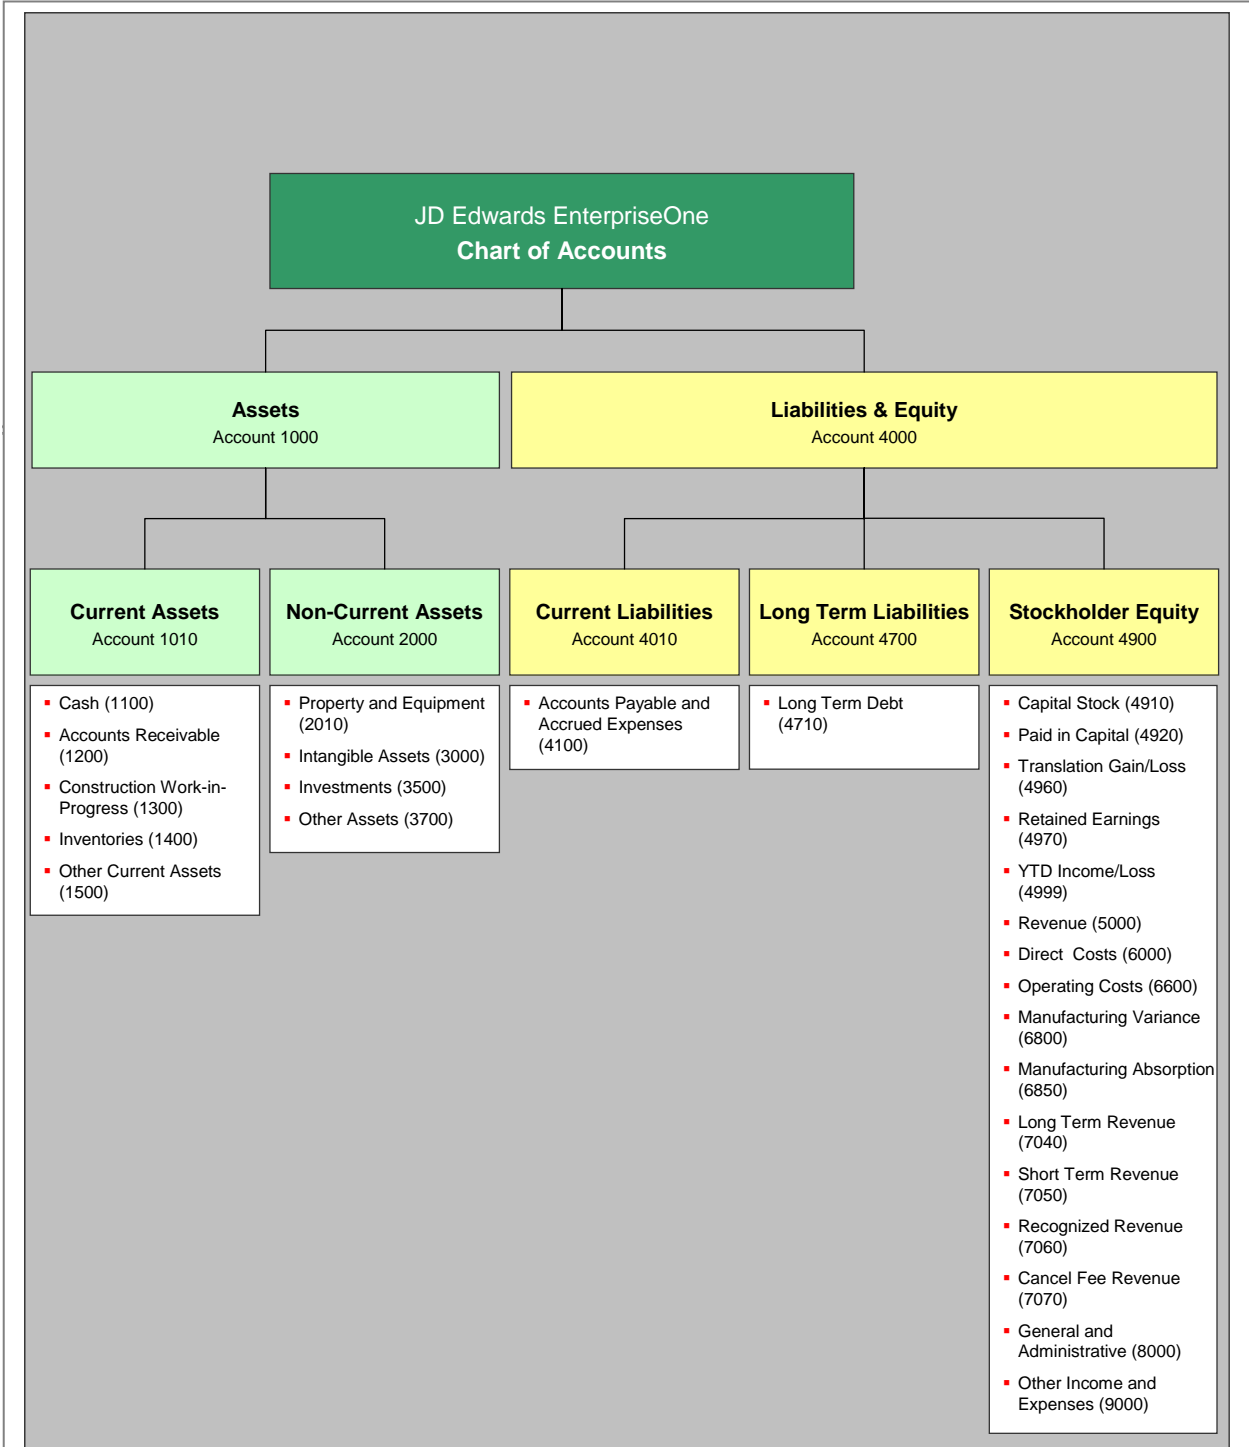 JD Edwards EnterpriseOne
Chart of Accounts
Assets
Account 1000
Liabilities & Equity
Account 4000
Current Assets
Account 1010
Non-Current Assets
Account 2000
Current Liabilities
Account 4010
Long Term Liabilities
Account 4700
Stockholder Equity
Account 4900
Cash (1100)
Accounts Receivable
(1200)
Construction Work-in-
Progress (1300)
Inventories (1400)
Other Current Assets
(1500)
Property and Equipment
(2010)
Intangible Assets (3000)
Investments (3500)
Other Assets (3700)
Accounts Payable and
Accrued Expenses
(4100)
Long Term Debt
(4710)
Capital Stock (4910)
Paid in Capital (4920)
Translation Gain/Loss
(4960)
Retained Earnings
(4970)
YTD Income/Loss
(4999)
Revenue (5000)
Direct  Costs (6000)
Operating Costs (6600)
Manufacturing Variance
(6800)
Manufacturing Absorption
(6850)
Long Term Revenue
(7040)
Short Term Revenue
(7050)
Recognized Revenue
(7060)
Cancel Fee Revenue
(7070)
General and
Administrative (8000)
Other Income and
Expenses (9000)